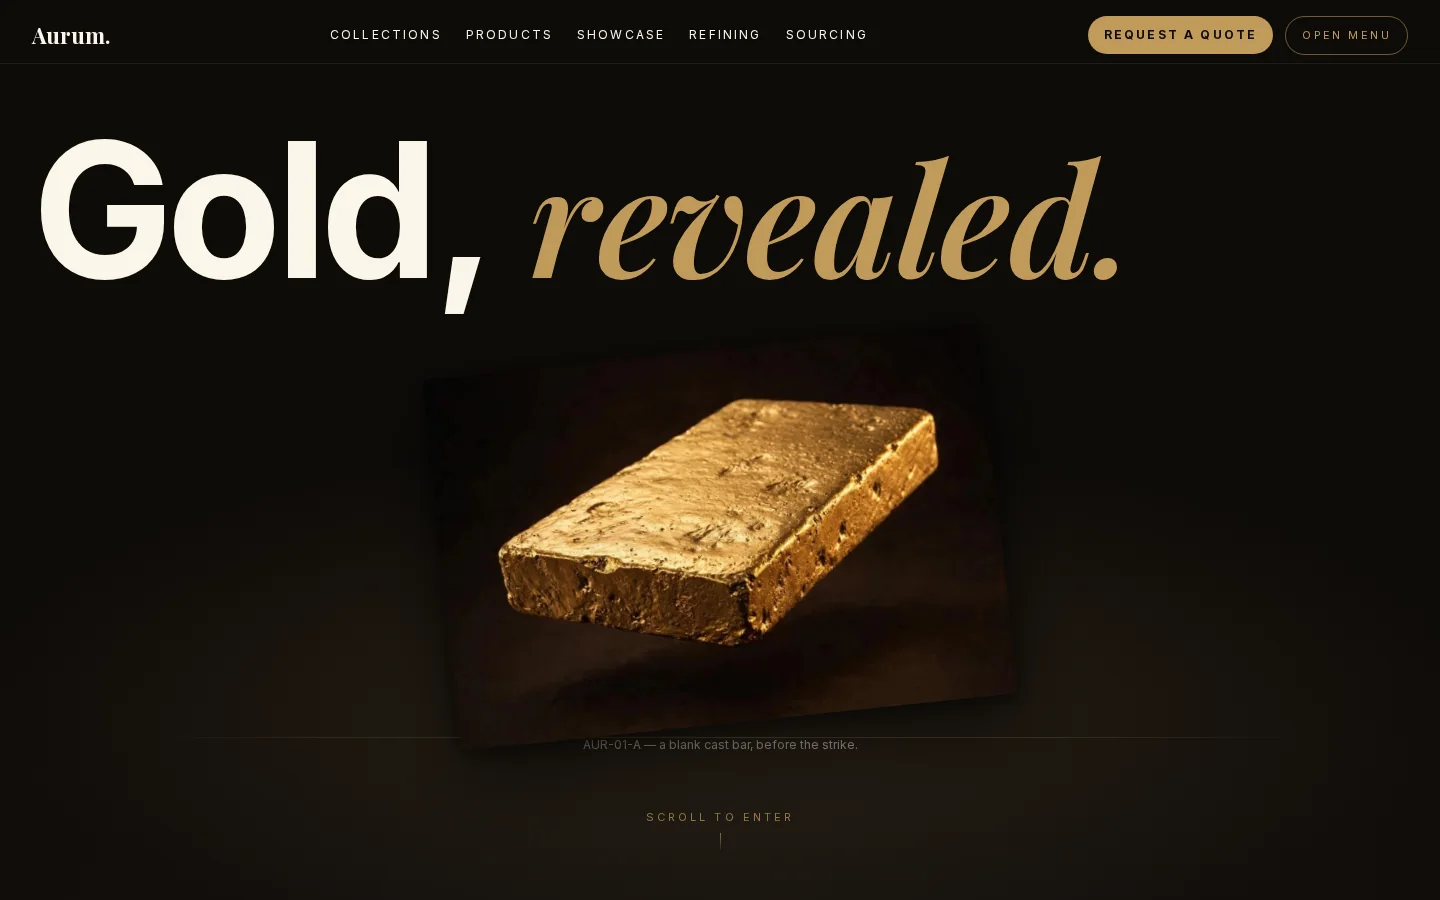 Aurum.
COLLECTIONS PRODUCTS SHOWCASE REFINING SOURCING
REQUEST A QUOTE
OPEN MENU
Gold, revealed.
AUR-01-A — a blank cast bar, before the strike.
SCROLL TO ENTER